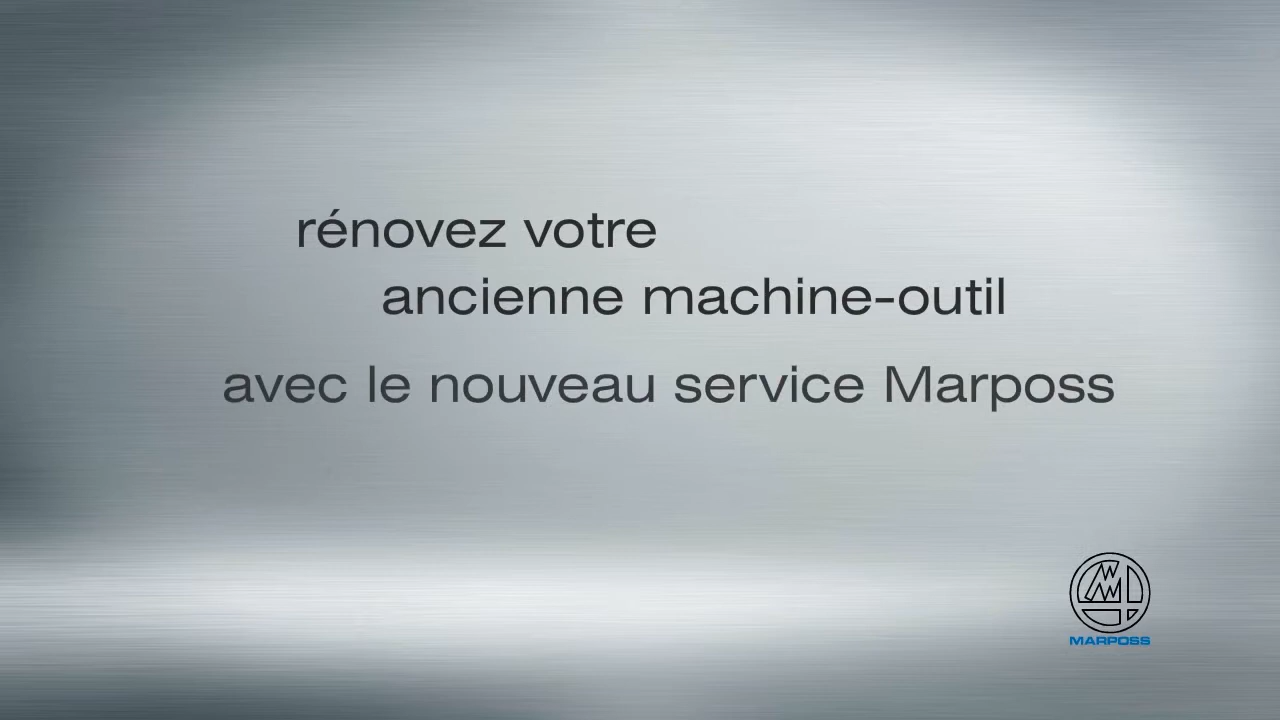 rénovez votre
ancienne machine-outil
avec le nouveau service Marposs
MARPOSS